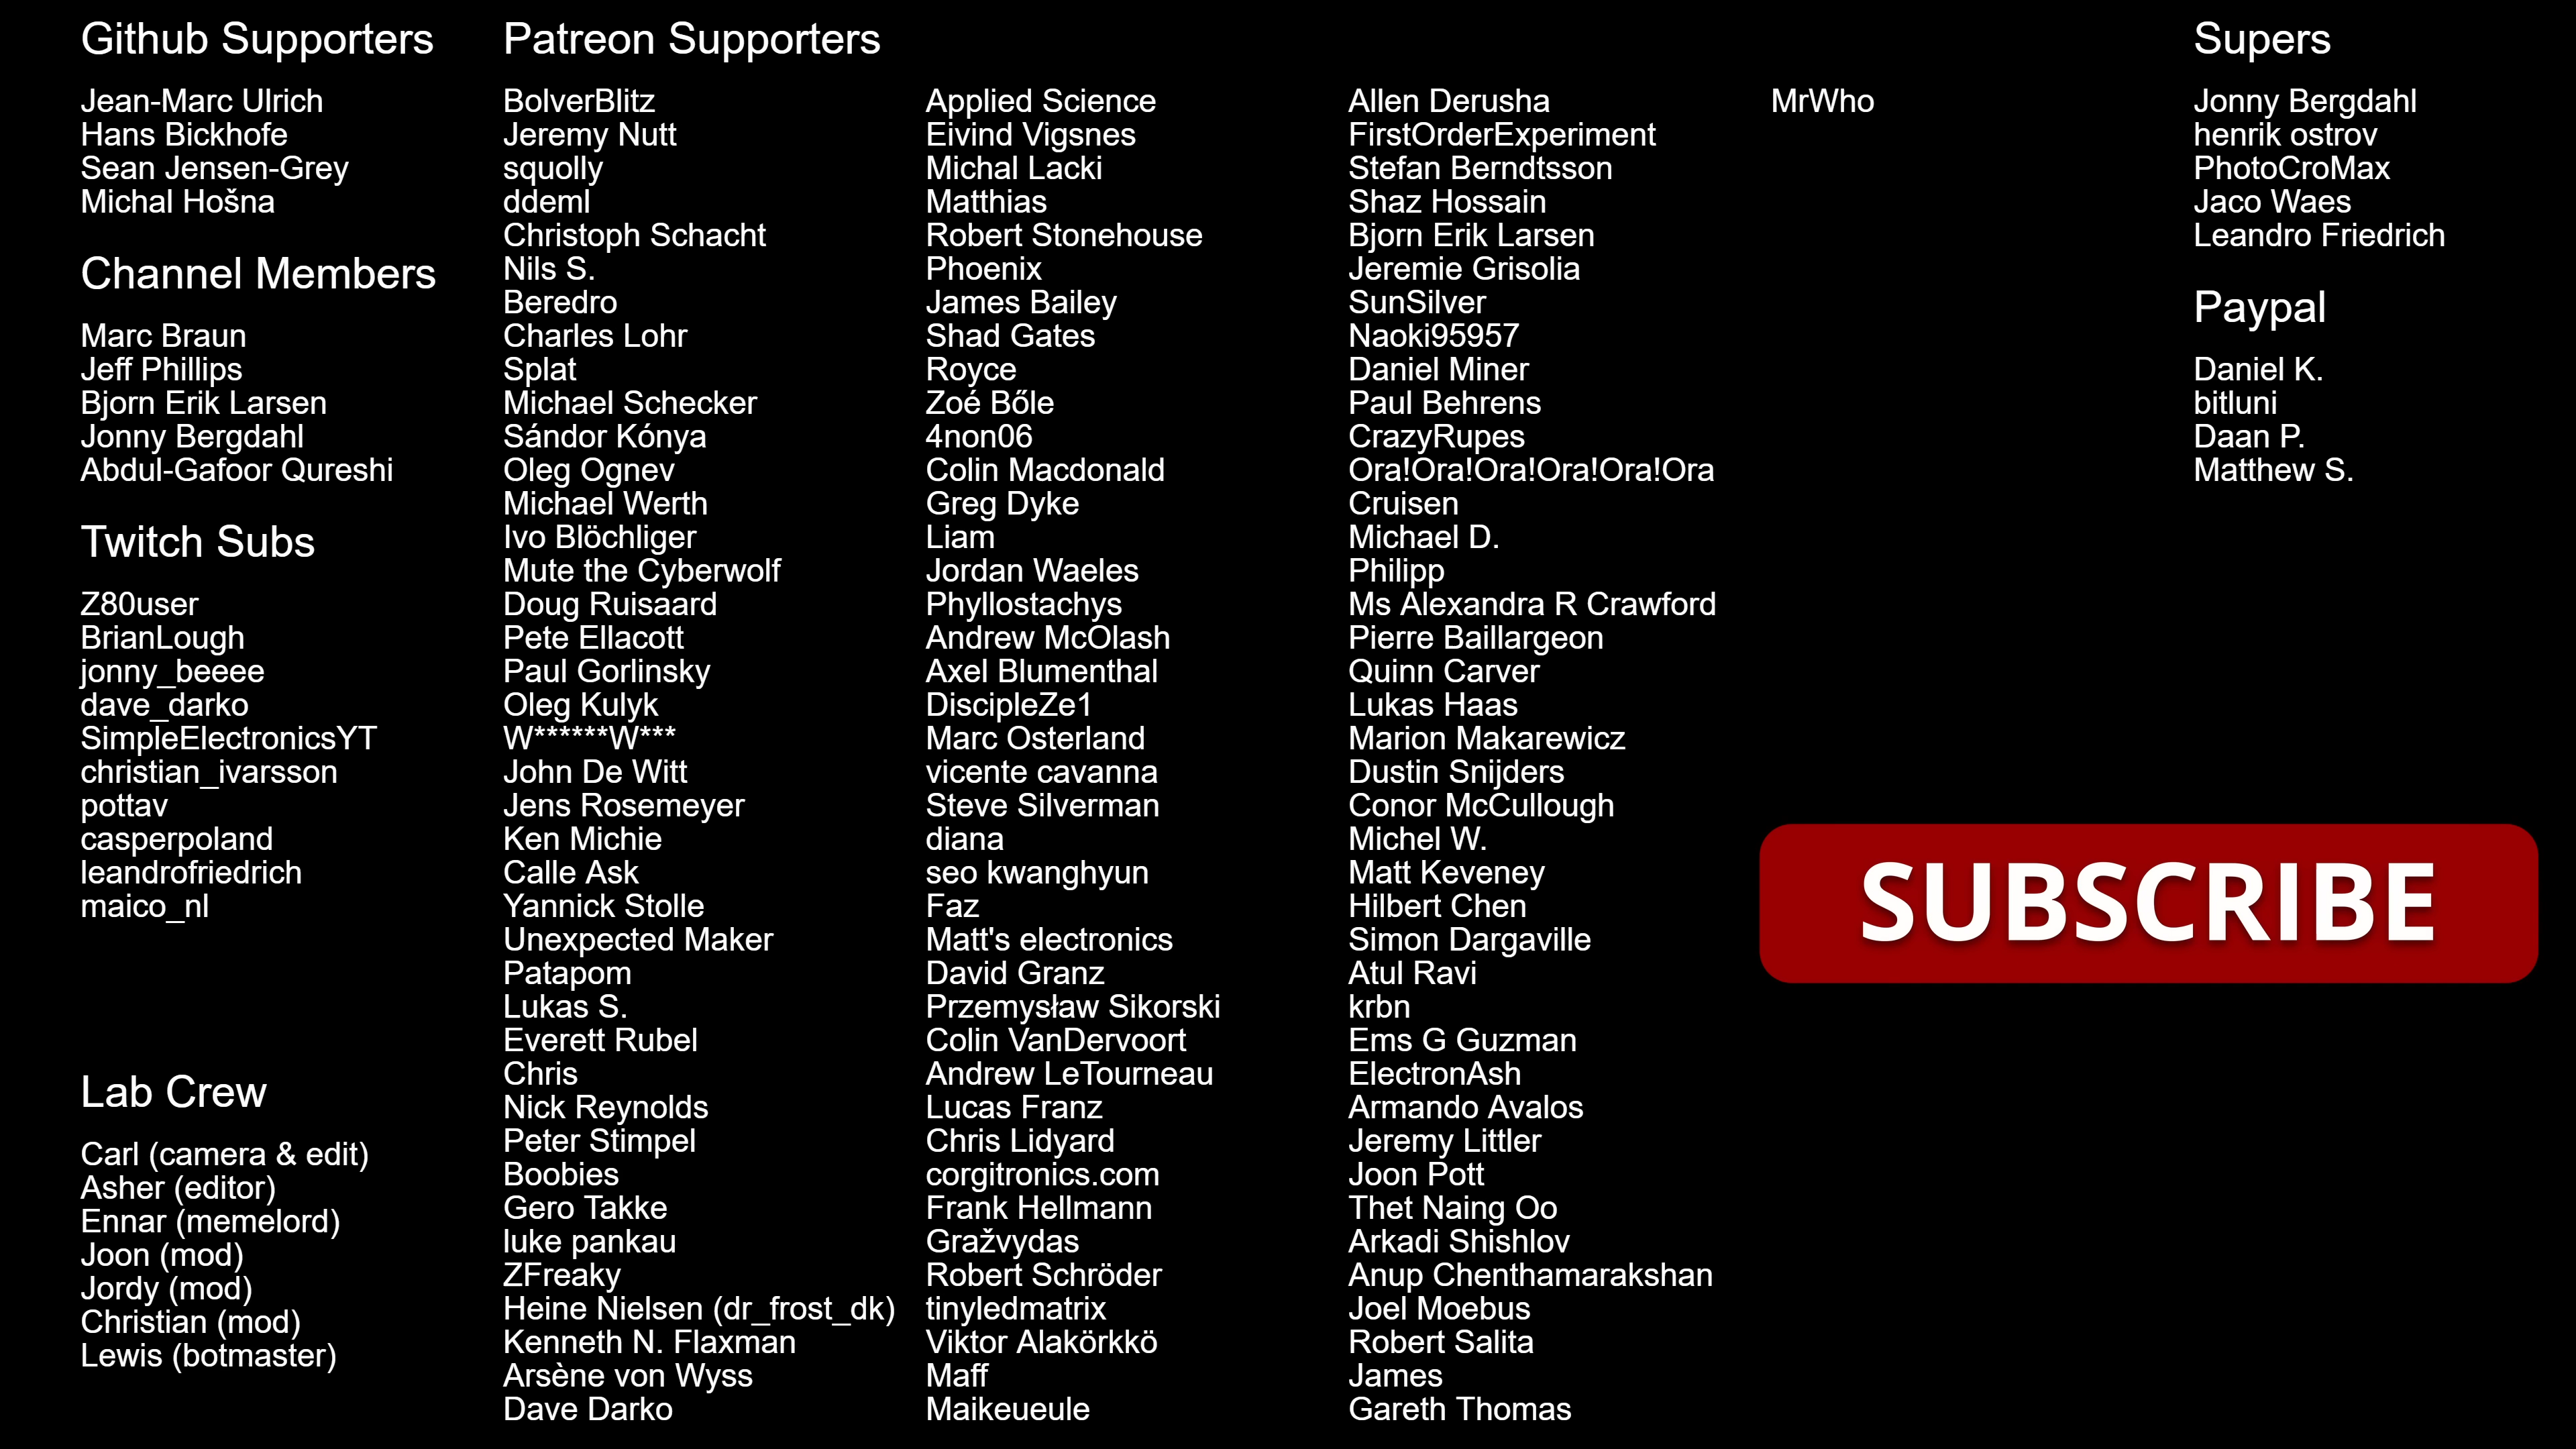 Github Supporters
Jean-Marc Ulrich
Hans Bickhofe
Sean Jensen-Grey
Michal Hošna
Channel Members
Marc Braun
Jeff Phillips
Bjorn Erik Larsen
Jonny Bergdahl
Abdul-Gafoor Qureshi
Twitch Subs
Z80user
BrianLough
jonny_beeee
dave_darko
SimpleElectronicsYT
christian_ivarsson
pottav
casperpoland
leandrofriedrich
maico_nl
Lab Crew
Carl (camera & edit)
Asher (editor)
Ennar (memelord)
Joon (mod)
Jordy (mod)
Christian (mod)
Lewis (botmaster)
Patreon Supporters
BolverBlitz
Jeremy Nutt
squolly
ddeml
Christoph Schacht
Nils S.
Beredro
Charles Lohr
Splat
Michael Schecker
Sándor Kónya
Oleg Ognev
Michael Werth
Ivo Blöchliger
Mute the Cyberwolf
Doug Ruisaard
Pete Ellacott
Paul Gorlinsky
Oleg Kulyk
W******W***
John De Witt
Jens Rosemeyer
Ken Michie
Calle Ask
Yannick Stolle
Unexpected Maker
Patapom
Lukas S.
Everett Rubel
Chris
Nick Reynolds
Peter Stimpel
Boobies
Gero Takke
luke pankau
ZFreaky
Heine Nielsen (dr_frost_dk)
Kenneth N. Flaxman
Arsène von Wyss
Dave Darko
Applied Science
Eivind Vigsnes
Michal Lacki
Matthias
Robert Stonehouse
Phoenix
James Bailey
Shad Gates
Royce
Zoé Bőle
4non06
Colin Macdonald
Greg Dyke
Liam
Jordan Waeles
Phyllostachys
Andrew McOlash
Axel Blumenthal
DiscipleZe1
Marc Osterland
vicente cavanna
Steve Silverman
diana
seo kwanghyun
Faz
Matt's electronics
David Granz
Przemysław Sikorski
Colin VanDervoort
Andrew LeTourneau
Lucas Franz
Chris Lidyard
corgitronics.com
Frank Hellmann
Gražvydas
Robert Schröder
tinyledmatrix
Viktor Alakörkkö
Maff
Maikeueule
Allen Derusha
FirstOrderExperiment
Stefan Berndtsson
Shaz Hossain
Bjorn Erik Larsen
Jeremie Grisolia
SunSilver
Naoki95957
Daniel Miner
Paul Behrens
CrazyRupes
Ora!Ora!Ora!Ora!Ora!Ora
Cruisen
Michael D.
Philipp
Ms Alexandra R Crawford
Pierre Baillargeon
Quinn Carver
Lukas Haas
Marion Makarewicz
Dustin Snijders
Conor McCullough
Michel W.
Matt Keveney
Hilbert Chen
Simon Dargaville
Atul Ravi
krbn
Ems G Guzman
ElectronAsh
Armando Avalos
Jeremy Littler
Joon Pott
Thet Naing Oo
Arkadi Shishlov
Anup Chenthamarakshan
Joel Moebus
Robert Salita
James
Gareth Thomas
MrWho
Supers
Jonny Bergdahl
henrik ostrov
PhotoCroMax
Jaco Waes
Leandro Friedrich
Paypal
Daniel K.
bitluni
Daan P.
Matthew S.
SUBSCRIBE